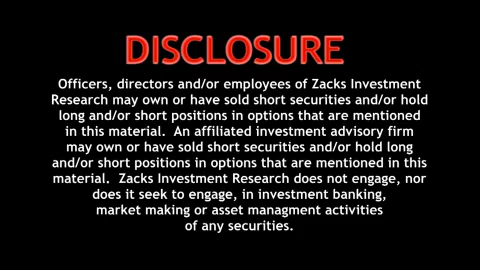 DISCLOSURE
Officers, directors and/or employees of Zacks Investment
Research may own or have sold short securities and/or hold
long and/or short positions in options that are mentioned
in this material.  An affiliated investment advisory firm
may own or have sold short securities and/or hold long
and/or short positions in options that are mentioned in this
material.  Zacks Investment Research does not engage, nor
does it seek to engage, in investment banking,
market making or asset managment activities
of any securities.